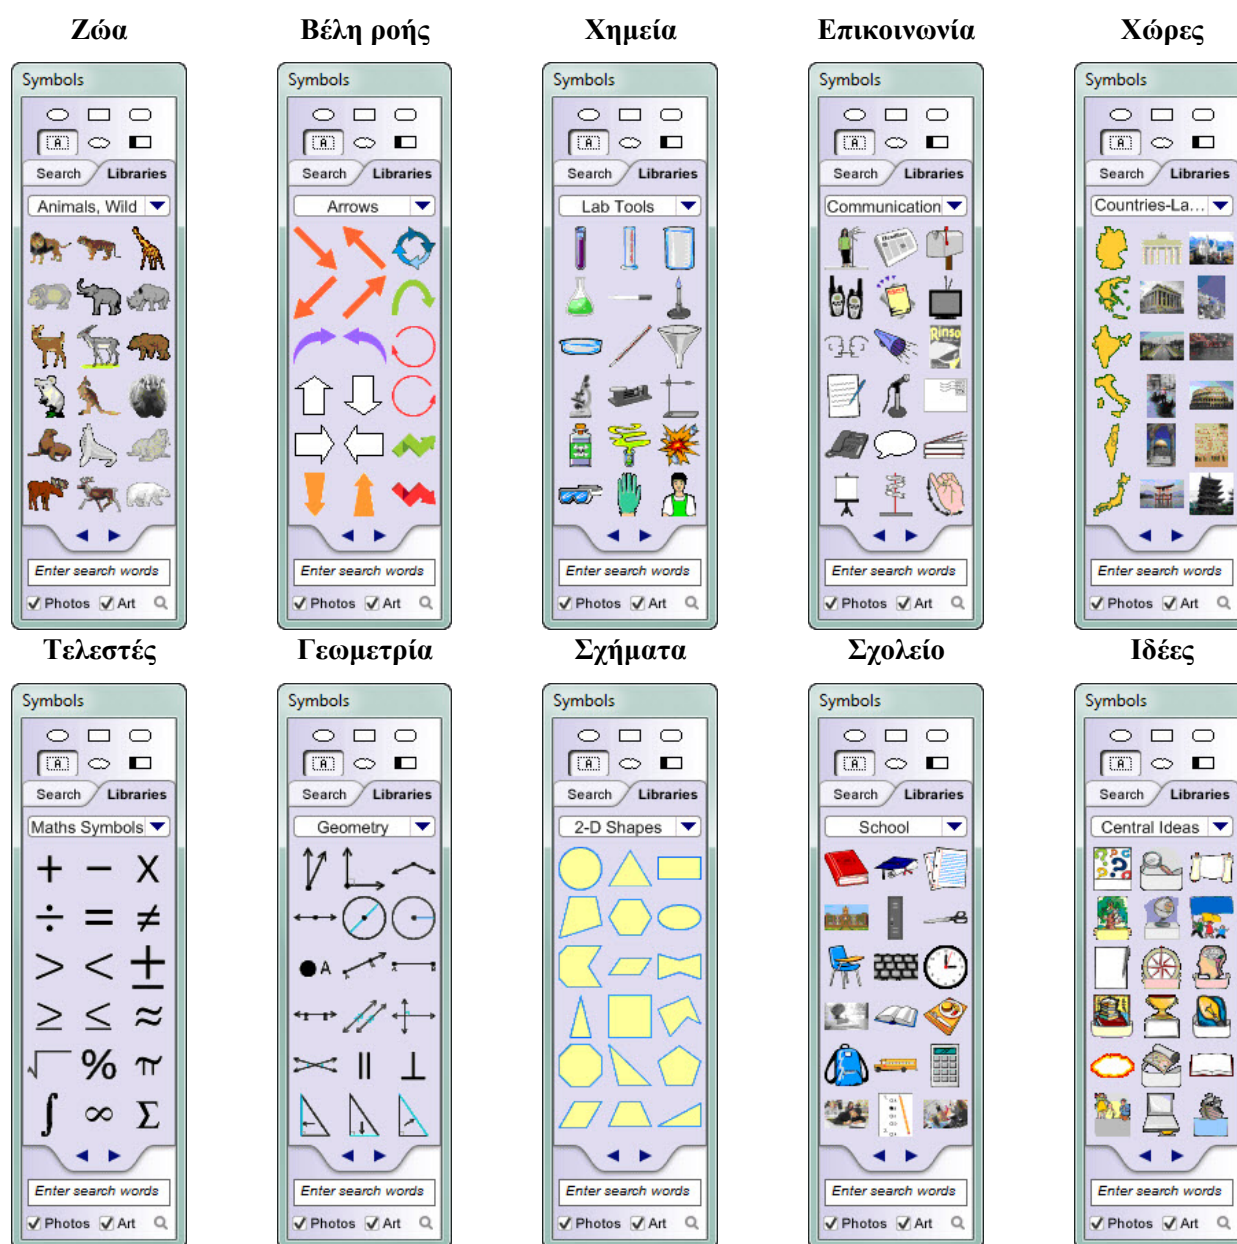 Ζώα
Βέλη ροής
Χημεία
Επικοινωνία
Χώρες
Symbols
Search
Libraries
Animals, Wild
Enter search words
Photos
Art
Symbols
Search
Libraries
Arrows
Enter search words
Photos
Art
Symbols
Search
Libraries
Lab Tools
Enter search words
Photos
Art
Symbols
Search
Libraries
Communication
Enter search words
Photos
Art
Symbols
Search
Libraries
Countries-La...
Enter search words
Photos
Art
Τελεστές
Γεωμετρία
Σχήματα
Σχολείο
Ιδέες
Symbols
Search
Libraries
Maths Symbols
+ − X
÷ = ≠
> < ±
≥ ≤ ≈
√ % π
∫ ∞ Σ
Enter search words
Photos
Art
Symbols
Search
Libraries
Geometry
A
Enter search words
Photos
Art
Symbols
Search
Libraries
2-D Shapes
Enter search words
Photos
Art
Symbols
Search
Libraries
School
Enter search words
Photos
Art
Symbols
Search
Libraries
Central Ideas
Enter search words
Photos
Art